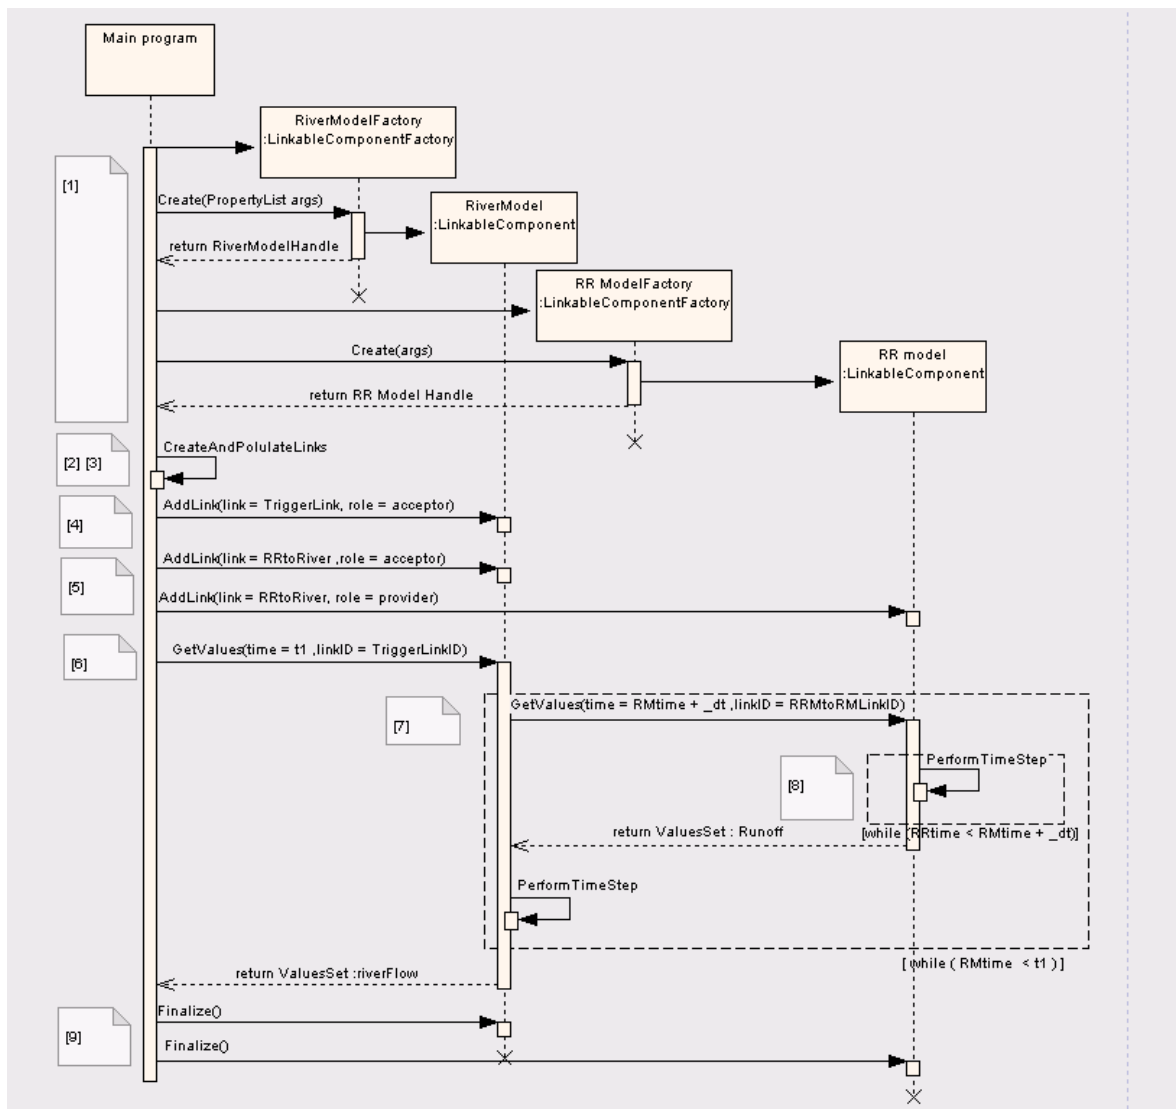 Main program
RiverModelFactory
:LinkableComponentFactory
[1]
Create(PropertyList args)
RiverModel
:LinkableComponent
return RiverModelHandle
RR ModelFactory
:LinkableComponentFactory
Create(args)
RR model
:LinkableComponent
return RR Model Handle
CreateAndPolulateLinks
[2] [3]
AddLink(link = TriggerLink, role = acceptor)
[4]
AddLink(link = RRtoRiver ,role = acceptor)
[5]
AddLink(link = RRtoRiver, role = provider)
GetValues(time = t1 ,linkID = TriggerLinkID)
[6]
GetValues(time = RMtime + _dt ,linkID = RRMtoRMLinkID)
[7]
PerformTimeStep
[8]
return ValuesSet : Runoff
[while (RRtime < RMtime + _dt)]
PerformTimeStep
[ while ( RMtime < t1 ) ]
return ValuesSet :riverFlow
Finalize()
[9]
Finalize()